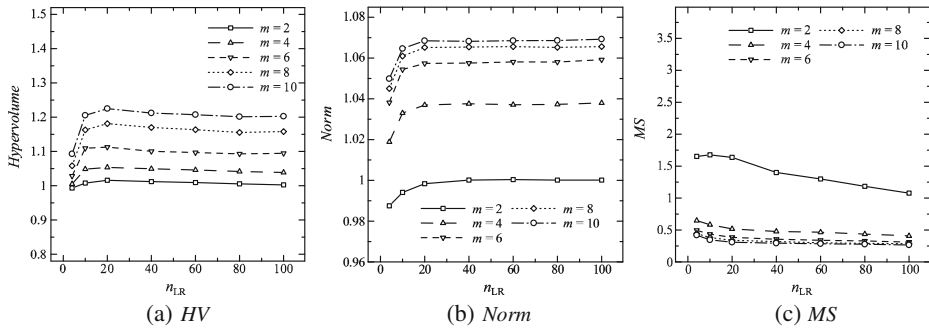 Hypervolume
1.5
1.4
1.3
1.2
1.1
1
0.9
0.8
m = 2
m = 4
m = 6
m = 8
m = 10
0 20 40 60 80 100
nLR
(a) HV
Norm
1.08
1.06
1.04
1.02
1.00
0.98
0.96
m = 2 m = 8
m = 4 m = 10
m = 6
0 20 40 60 80 100
nLR
(b) Norm
MS
3.5
3
2.5
2
1.5
1
0.5
0
m = 2 m = 8
m = 4 m = 10
m = 6
0 20 40 60 80 100
nLR
(c) MS